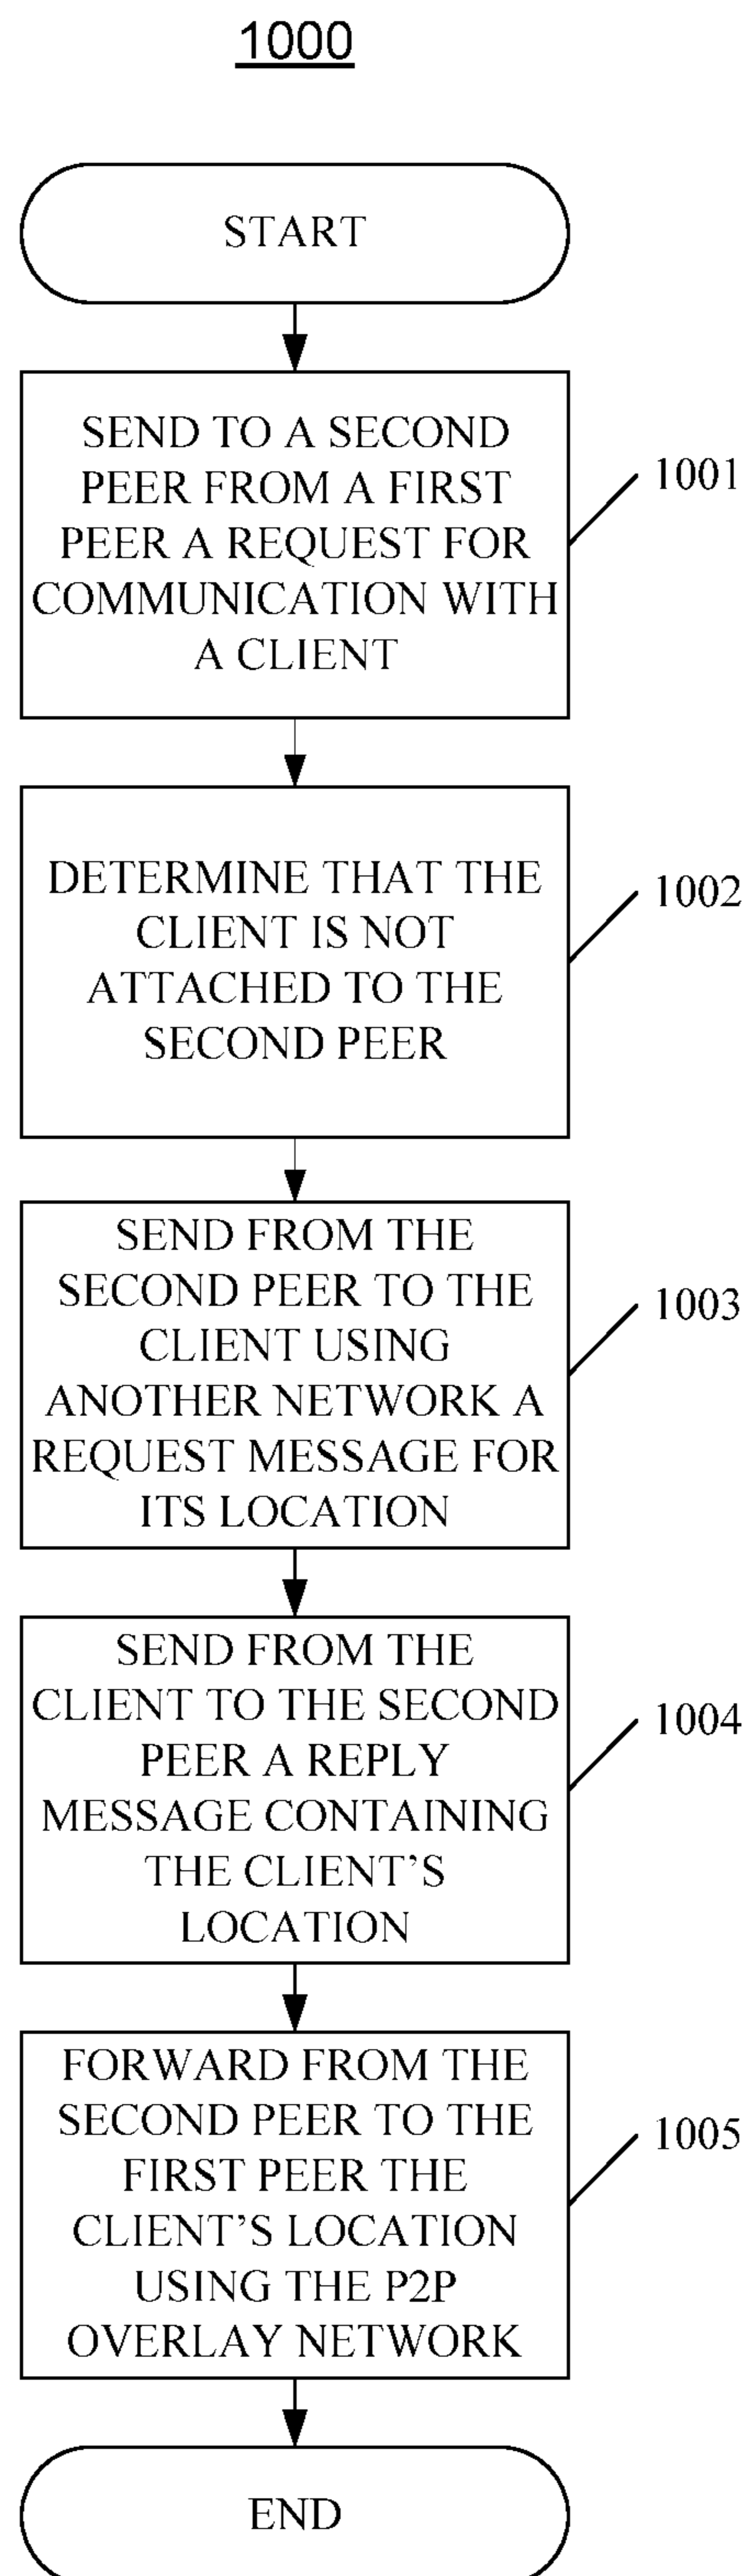 1000
START
SEND TO A SECOND
PEER FROM A FIRST
PEER A REQUEST FOR
COMMUNICATION WITH
A CLIENT
1001
DETERMINE THAT THE
CLIENT IS NOT
ATTACHED TO THE
SECOND PEER
1002
SEND FROM THE
SECOND PEER TO THE
CLIENT USING
ANOTHER NETWORK A
REQUEST MESSAGE FOR
ITS LOCATION
1003
SEND FROM THE
CLIENT TO THE SECOND
PEER A REPLY
MESSAGE CONTAINING
THE CLIENT’S
LOCATION
1004
FORWARD FROM THE
SECOND PEER TO THE
FIRST PEER THE
CLIENT’S LOCATION
USING THE P2P
OVERLAY NETWORK
1005
END